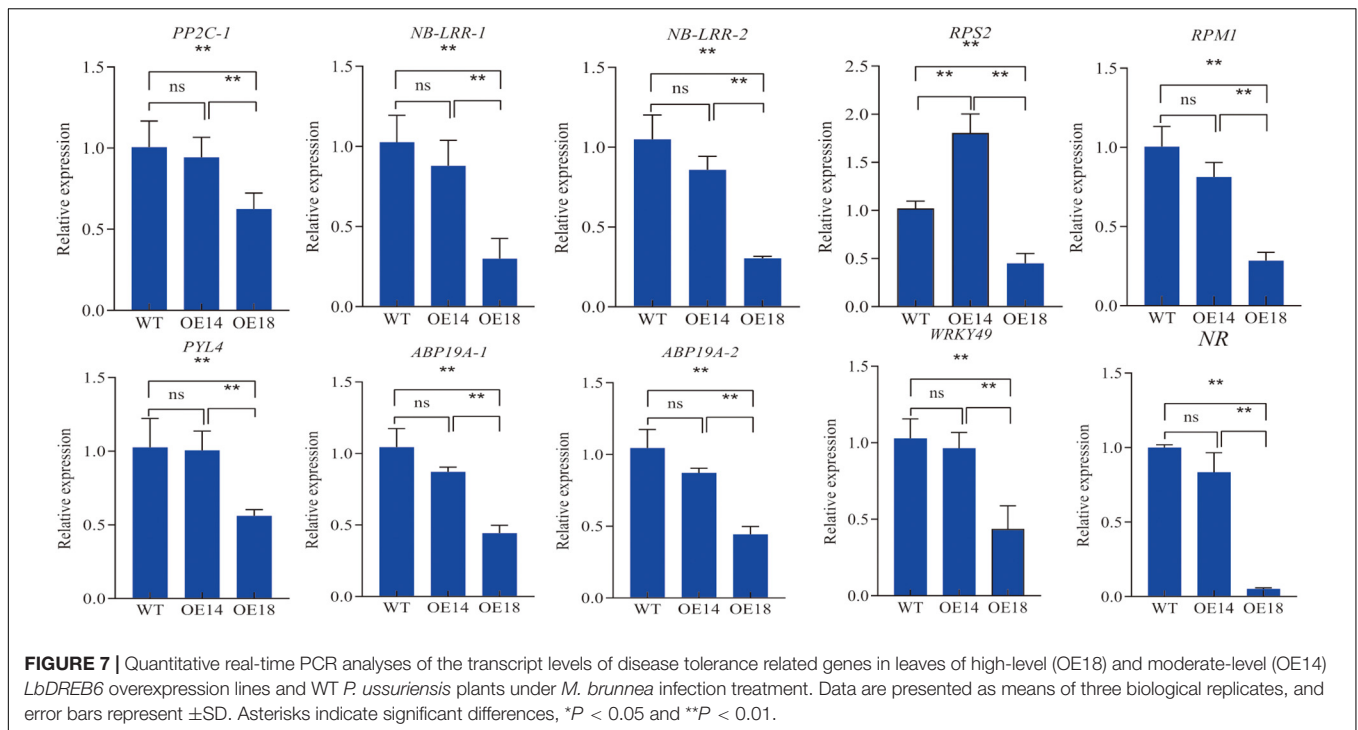 PP2C-1
**
1.5
**
ns
1.0
0.5
0.0
Relative expression
WT OE14 OE18
NB-LRR-1
**
1.5
**
ns
1.0
0.5
0.0
Relative expression
WT OE14 OE18
NB-LRR-2
**
1.5
**
ns
1.0
0.5
0.0
Relative expression
WT OE14 OE18
RPS2
**
2.5
** **
2.0
1.5
1.0
0.5
0.0
Relative expression
WT OE14 OE18
RPM1
**
1.5
**
ns
1.0
0.5
0.0
Relative expression
WT OE14 OE18
PYL4
**
1.5
**
ns
1.0
0.5
0.0
Relative expression
WT OE14 OE18
ABP19A-1
**
1.5
**
ns
1.0
0.5
0.0
Relative expression
WT OE14 OE18
ABP19A-2
**
1.5
**
ns
1.0
0.5
0.0
Relative expression
WT OE14 OE18
WRKY49
**
1.5
**
ns
1.0
0.5
0.0
Relative expression
WT OE14 OE18
NR
**
1.5
**
ns
1.0
0.5
0.0
Relative expression
WT OE14 OE18
FIGURE 7 | Quantitative real-time PCR analyses of the transcript levels of disease tolerance related genes in leaves of high-level (OE18) and moderate-level (OE14)
LbDREB6 overexpression lines and WT P. ussuriensis plants under M. brunnea infection treatment. Data are presented as means of three biological replicates, and
error bars represent ±SD. Asterisks indicate significant differences, *P < 0.05 and **P < 0.01.